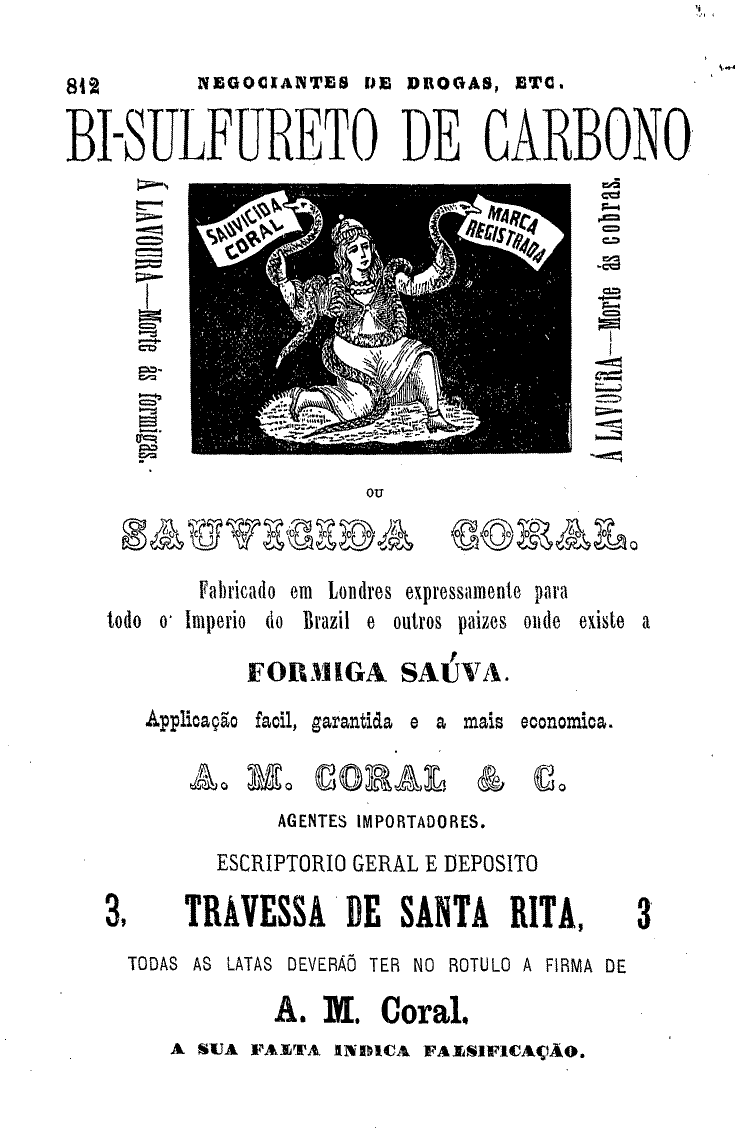 812
NEGOCIANTES DE DROGAS, ETC.
BI-SULFURETO DE CARBONO
Á LAVOURA—Morte ás formigas.
SAUVICIDA
CORAL
MARCA
REGISTRADA
Á LAVOURA—Morte ás cobras.
OU
SAUVICIDA CORAL.
Fabricado em Londres expressamente para
todo o Imperio do Brazil e outros paizes onde existe a
FORMIGA SAÚVA.
Applicação facil, garantida e a mais economica.
A. M. CORAL & C.
AGENTES IMPORTADORES.
ESCRIPTORIO GERAL E DEPOSITO
3, TRAVESSA DE SANTA RITA, 3
TODAS AS LATAS DEVERÁÕ TER NO ROTULO A FIRMA DE
A. M. Coral.
A SUA FALTA INDICA FALSIFICAÇÃO.